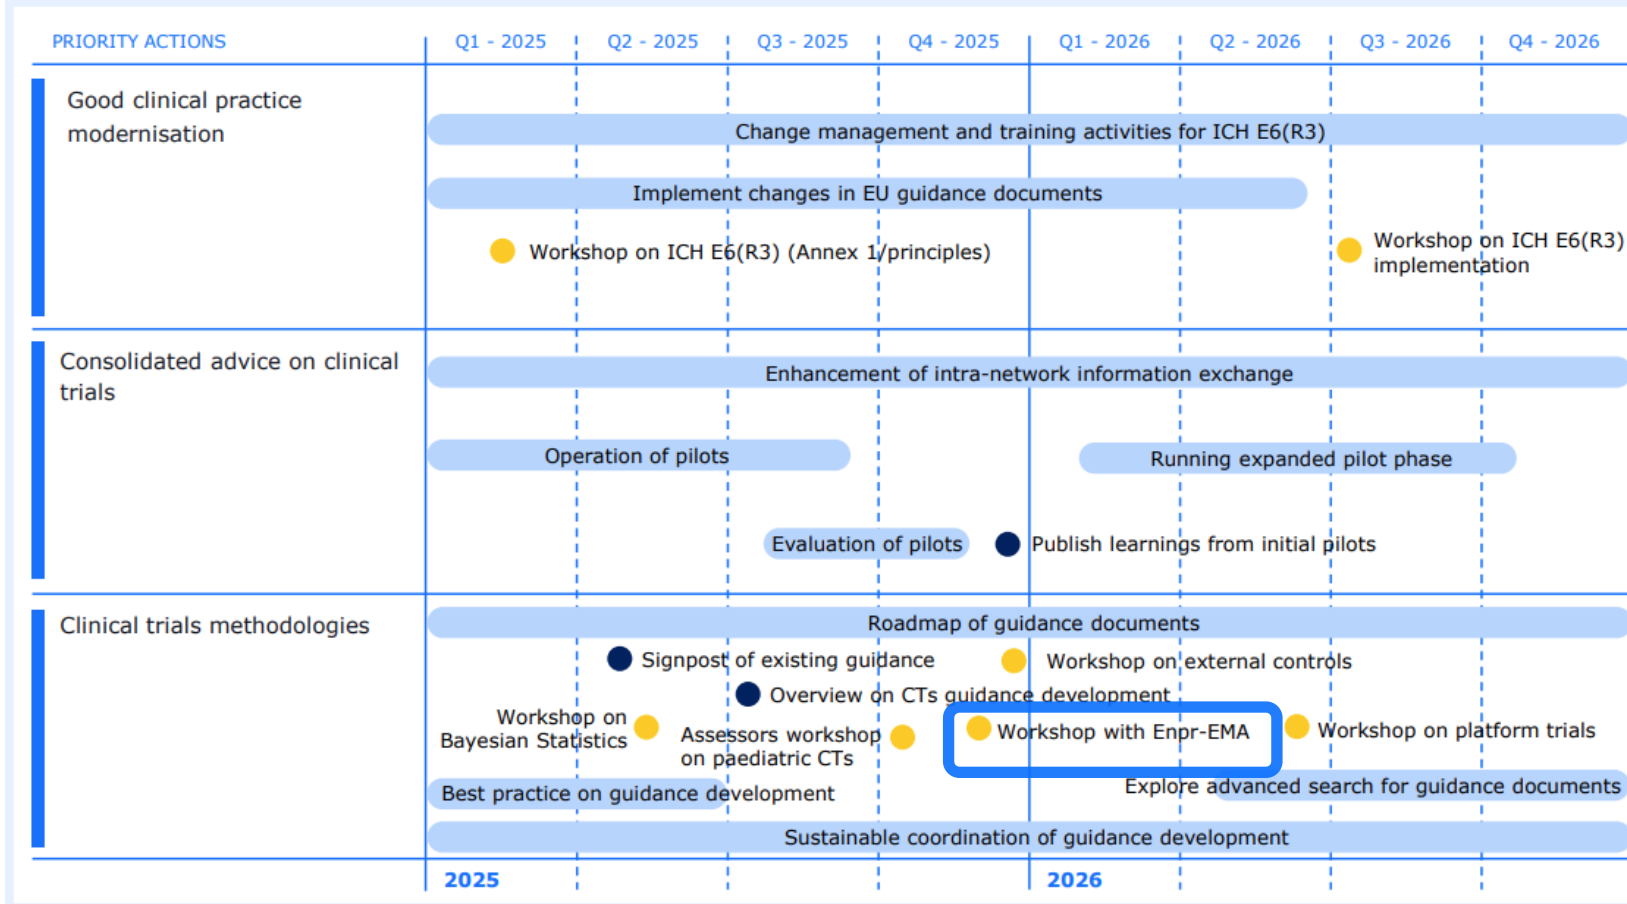 PRIORITY ACTIONS
Q1 - 2025
Q2 - 2025
Q3 - 2025
Q4 - 2025
Q1 - 2026
Q2 - 2026
Q3 - 2026
Q4 - 2026
Good clinical practice
modernisation
Change management and training activities for ICH E6(R3)
Implement changes in EU guidance documents
Workshop on ICH E6(R3) (Annex 1/principles)
Workshop on ICH E6(R3)
implementation
Consolidated advice on clinical
trials
Enhancement of intra-network information exchange
Operation of pilots
Running expanded pilot phase
Evaluation of pilots
Publish learnings from initial pilots
Clinical trials methodologies
Roadmap of guidance documents
Signpost of existing guidance
Workshop on external controls
Overview on CTs guidance development
Workshop on
Bayesian Statistics
Assessors workshop
on paediatric CTs
Workshop with Enpr-EMA
Workshop on platform trials
Best practice on guidance development
Explore advanced search for guidance documents
Sustainable coordination of guidance development
2025
2026